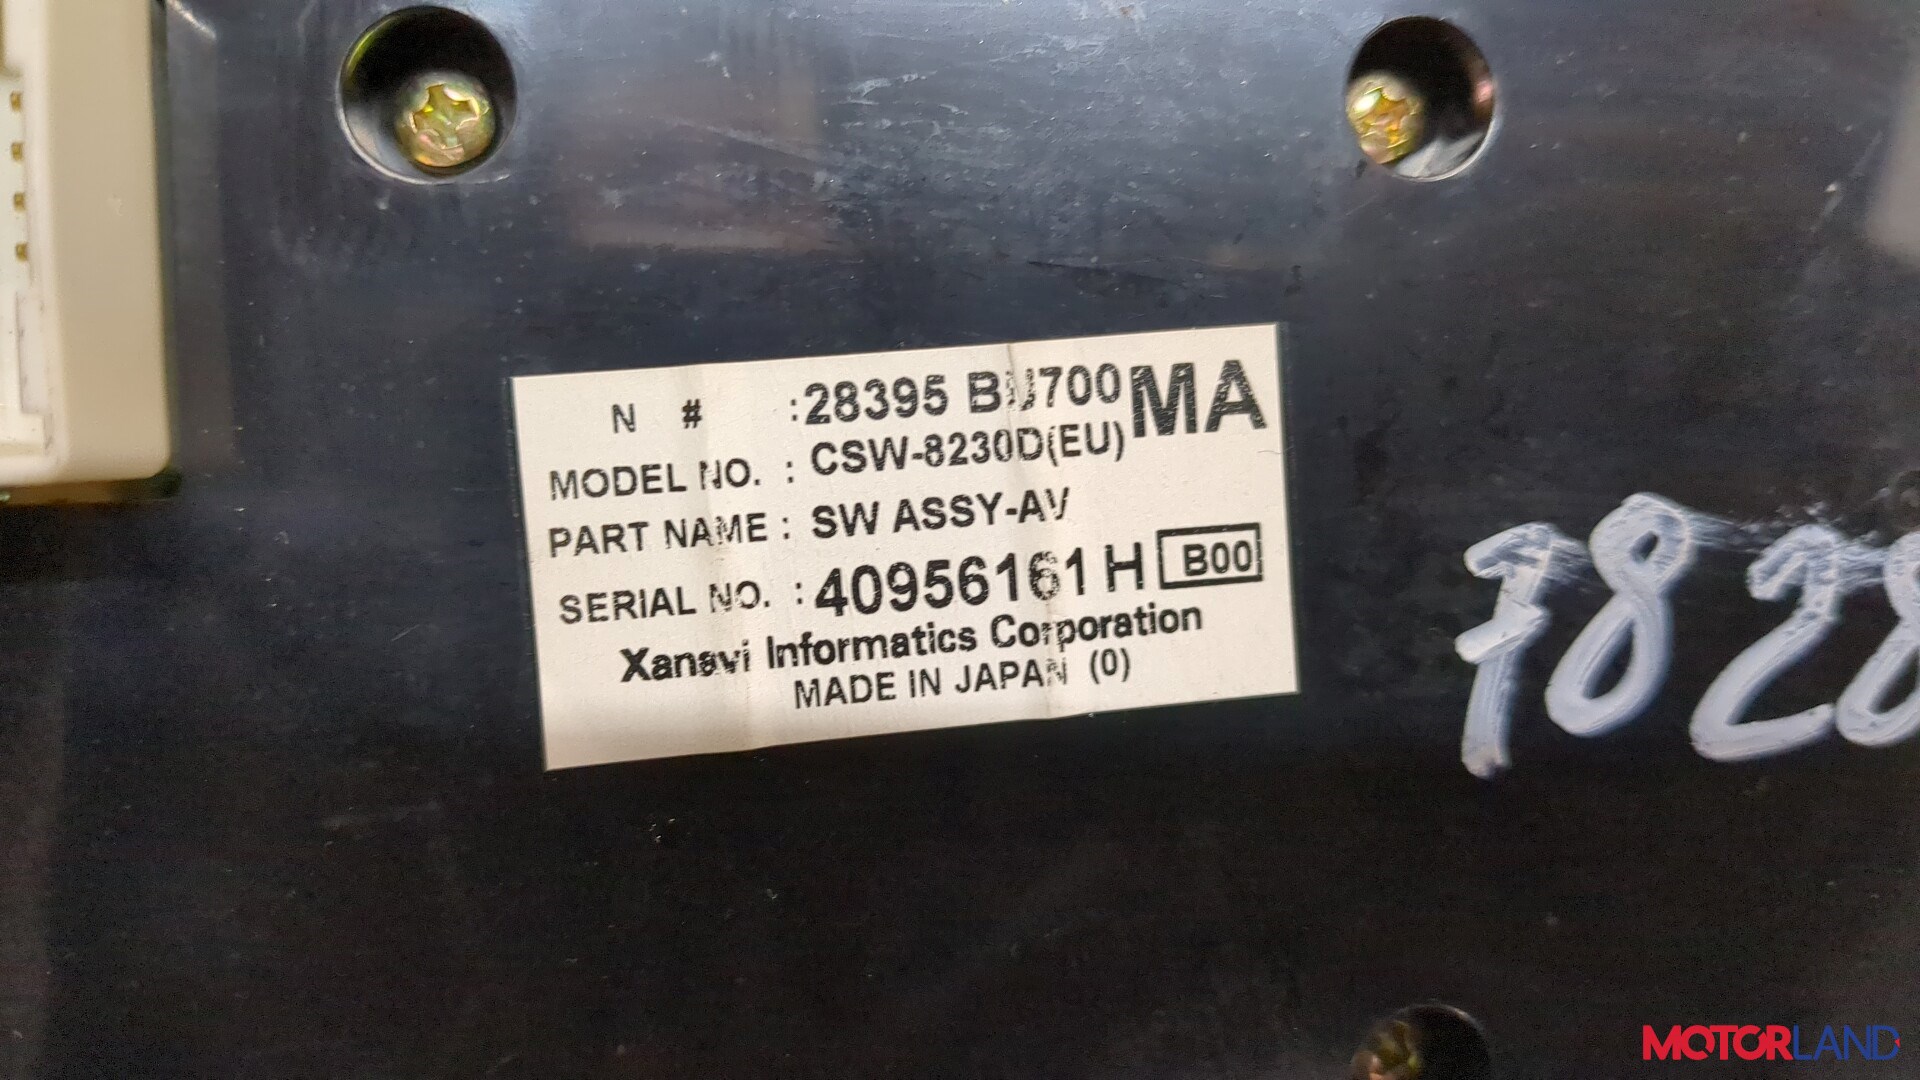 N # :28395 BU700 MA
MODEL NO. : CSW-8230D(EU)
PART NAME : SW ASSY-AV
SERIAL NO. : 40956161 H B00
Xanavi Informatics Corporation
MADE IN JAPAN (0)
7828
MOTORLAND